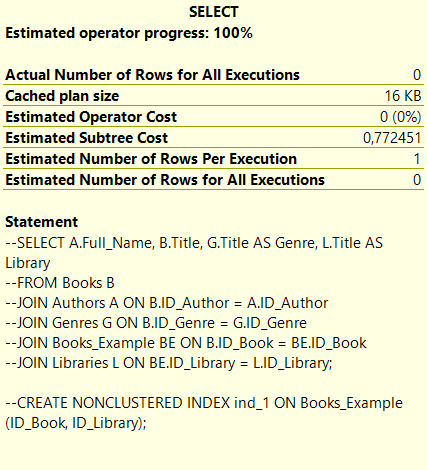 SELECT
Estimated operator progress: 100%
Actual Number of Rows for All Executions 0
Cached plan size 16 KB
Estimated Operator Cost 0 (0%)
Estimated Subtree Cost 0,772451
Estimated Number of Rows Per Execution 1
Estimated Number of Rows for All Executions 0
Statement
--SELECT A.Full_Name, B.Title, G.Title AS Genre, L.Title AS
Library
--FROM Books B
--JOIN Authors A ON B.ID_Author = A.ID_Author
--JOIN Genres G ON B.ID_Genre = G.ID_Genre
--JOIN Books_Example BE ON B.ID_Book = BE.ID_Book
--JOIN Libraries L ON BE.ID_Library = L.ID_Library;
--CREATE NONCLUSTERED INDEX ind_1 ON Books_Example
(ID_Book, ID_Library);